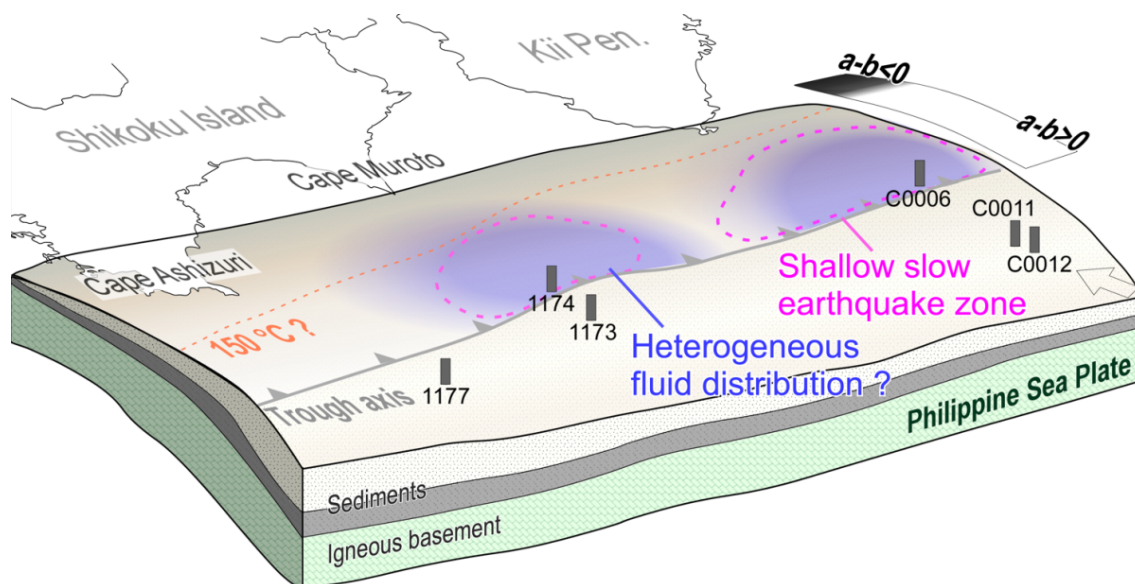 Kii Pen.
Shikoku Island
a-b<0
a-b>0
Cape Muroto
C0006
C0011
C0012
Cape Ashizuri
Shallow slow
earthquake zone
1174
1173
150°C ?
Heterogeneous
fluid distribution ?
1177
Trough axis
Philippine Sea Plate
Sediments
Igneous basement